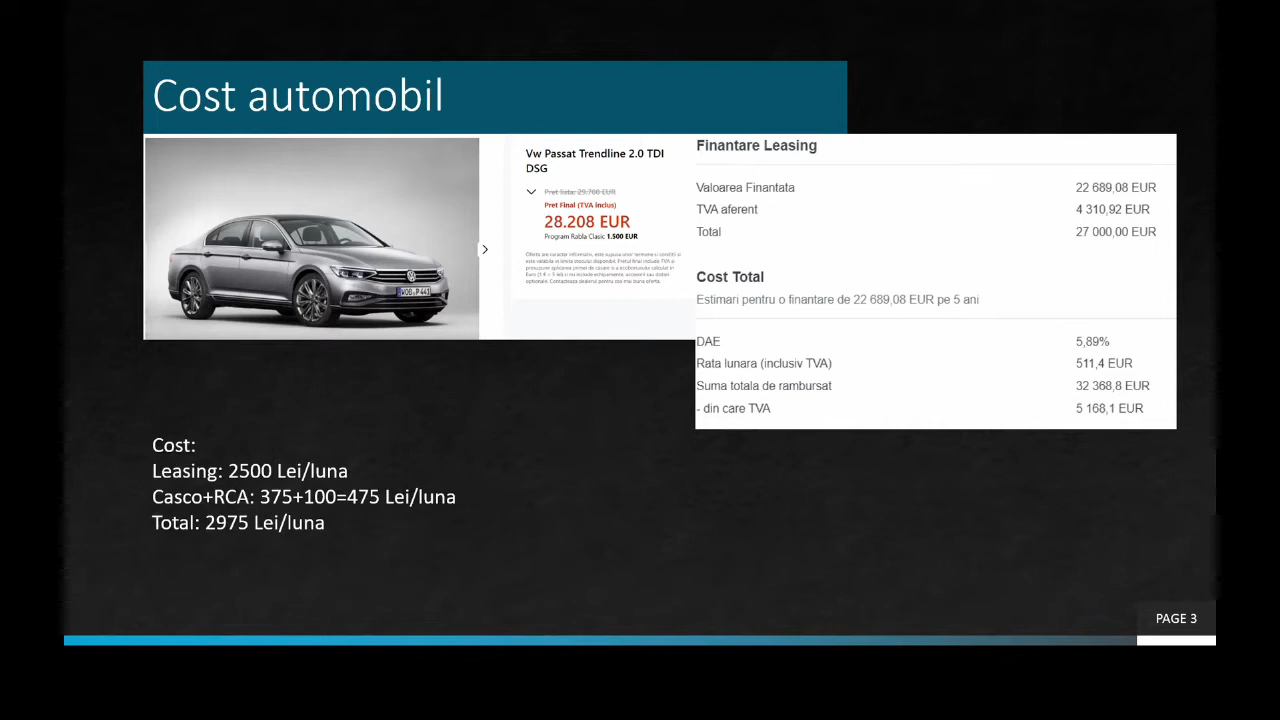 Cost automobil
Vw Passat Trendline 2.0 TDI
DSG
Pret lista: 29.700 EUR
Pret Final (TVA inclus)
28.208 EUR
Program Rabla Clasic 1.500 EUR
Finantare Leasing
Valoarea Finantata 22 689,08 EUR
TVA aferent 4 310,92 EUR
Total 27 000,00 EUR
Cost Total
Estimari pentru o finantare de 22 689,08 EUR pe 5 ani
DAE 5,89%
Rata lunara (inclusiv TVA) 511,4 EUR
Suma totala de rambursat 32 368,8 EUR
- din care TVA 5 168,1 EUR
Cost:
Leasing: 2500 Lei/luna
Casco+RCA: 375+100=475 Lei/luna
Total: 2975 Lei/luna
PAGE 3